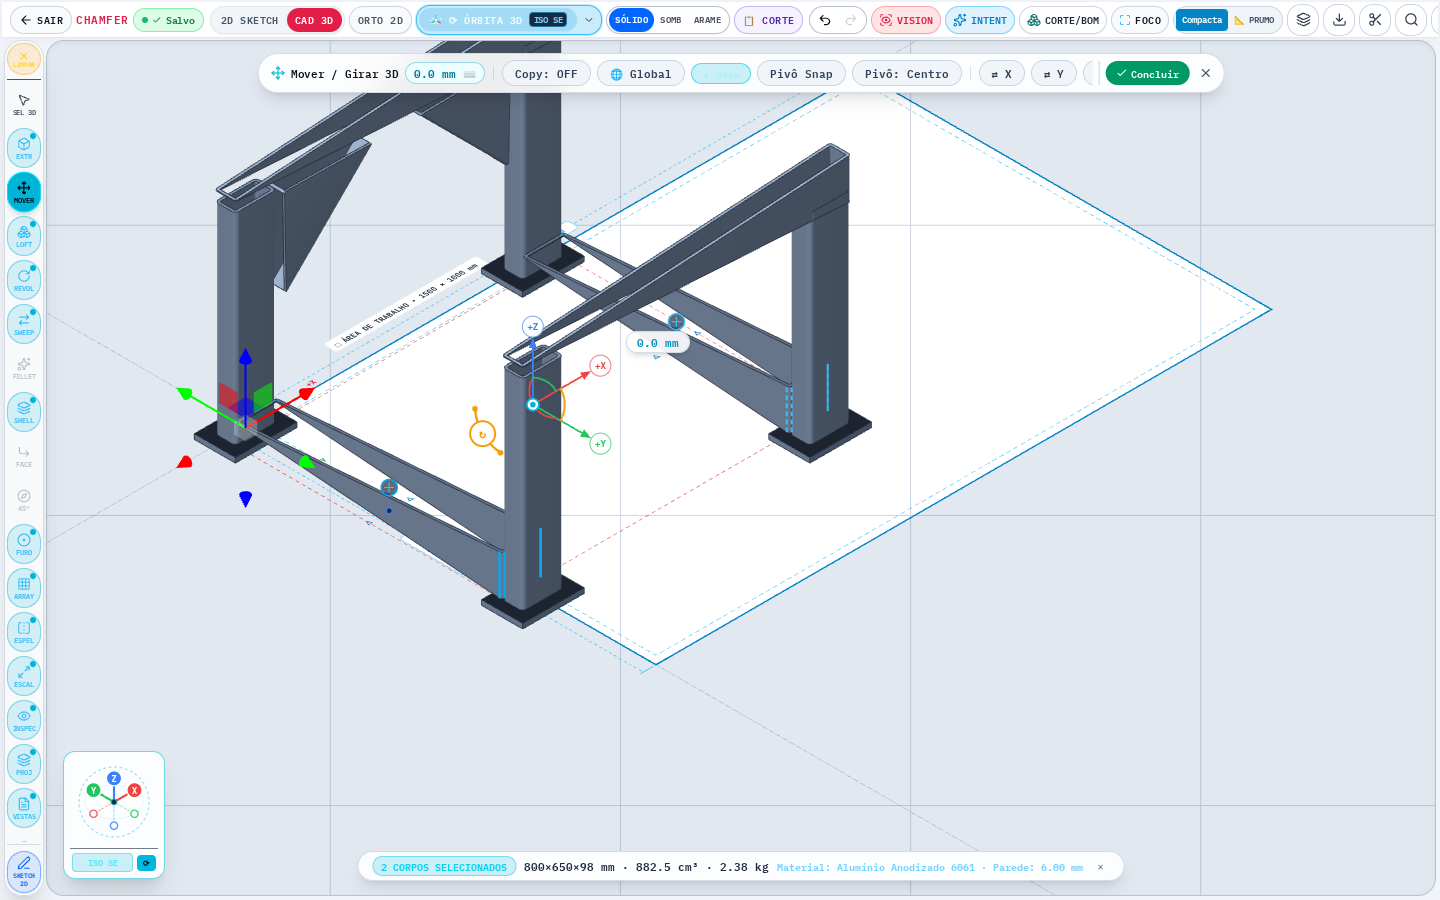 SAIR
CHAMFER
Salvo
2D SKETCH
CAD 3D
ORTO 2D
ÓRBITA 3D
ISO SE
SÓLIDO
SOMB
ARAME
CORTE
VISION
INTENT
CORTE/BOM
FOCO
Compacta
PRUMO
Mover / Girar 3D
0.0 mm
Copy: OFF
Global
Pivô Snap
Pivô: Centro
⇄ X
⇄ Y
Concluir
LIMPAR
SEL 3D
EXTR
MOVER
LOFT
REVOL
SWEEP
FILLET
SHELL
FACE
45°
FURO
ARRAY
ESPEL
ESCAL
INSPEC
PROJ
VISTAS
SKETCH
2D
ÁREA DE TRABALHO • 1500 × 1600 mm
+Z
+X
+Y
0.0 mm
+X
Z
Y
X
ISO SE
2 CORPOS SELECIONADOS
800×650×98 mm · 882.5 cm³ · 2.38 kg
Material: Alumínio Anodizado 6061 · Parede: 6.00 mm